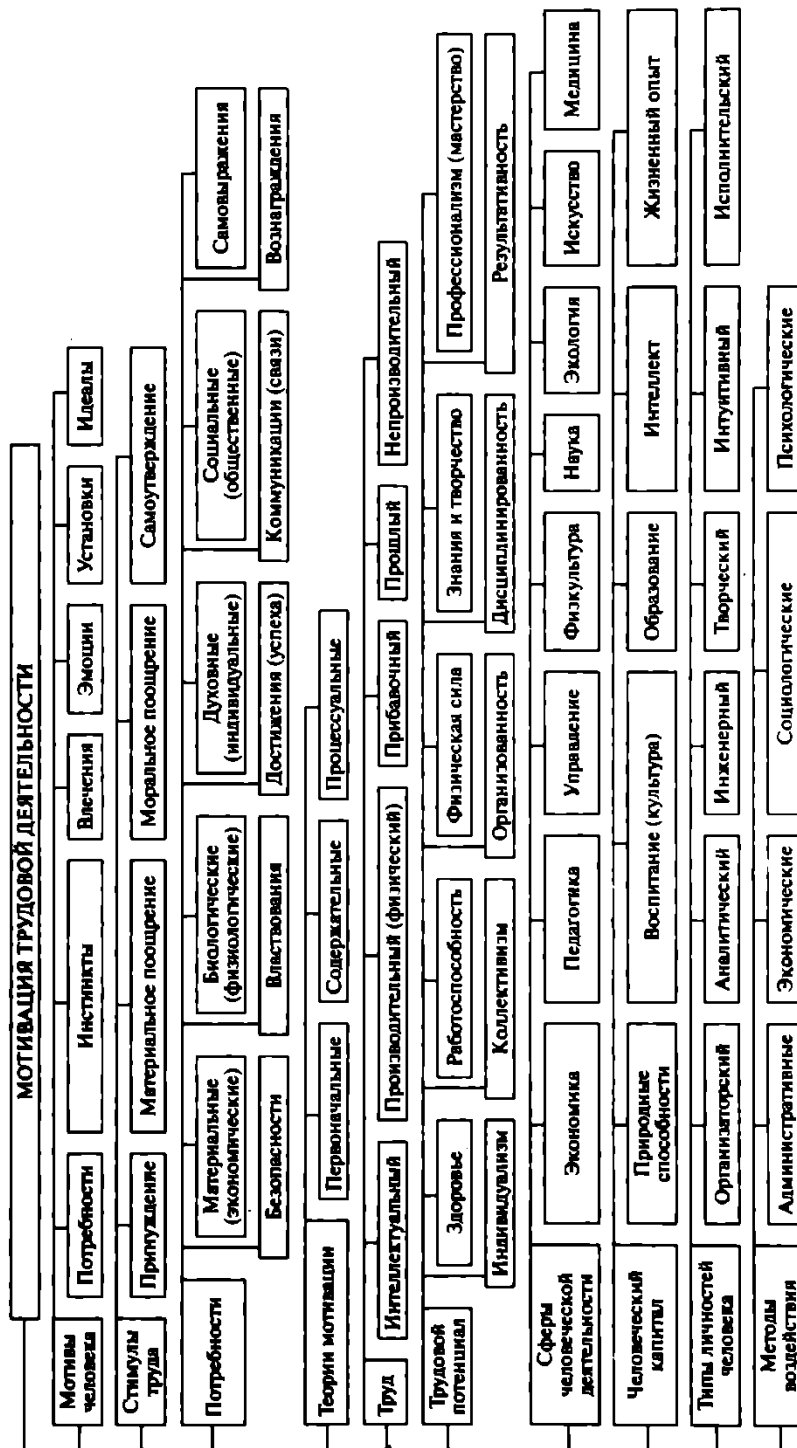 МОТИВАЦИЯ ТРУДОВОЙ ДЕЯТЕЛЬНОСТИ
Мотивы
человека
Потребности
Инстинкты
Влечения
Эмоции
Установки
Идеалы
Стимулы
труда
Принуждение
Материальное поощрение
Моральное поощрение
Самоутверждение
Потребности
Материальные
(экономические)
Биологические
(физиологические)
Духовные
(индивидуальные)
Социальные
(общественные)
Самовыражения
Безопасности
Властвования
Достижения (успеха)
Коммуникации (связи)
Вознаграждения
Теории мотивации
Первоначальные
Содержательные
Процессуальные
Труд
Интеллектуальный
Производительный (физический)
Прибавочный
Прошлый
Непроизводительный
Трудовой
потенциал
Здоровье
Работоспособность
Физическая сила
Знания и творчество
Профессионализм (мастерство)
Индивидуализм
Коллективизм
Организованность
Дисциплинированность
Результативность
Сферы
человеческой
деятельности
Экономика
Педагогика
Управление
Физкультура
Наука
Экология
Искусство
Медицина
Человеческий
капитал
Природные
способности
Воспитание (культура)
Образование
Интеллект
Жизненный опыт
Типы личностей
человека
Организаторский
Аналитический
Инженерный
Творческий
Интуитивный
Исполнительский
Методы
воздействия
Административные
Экономические
Социологические
Психологические